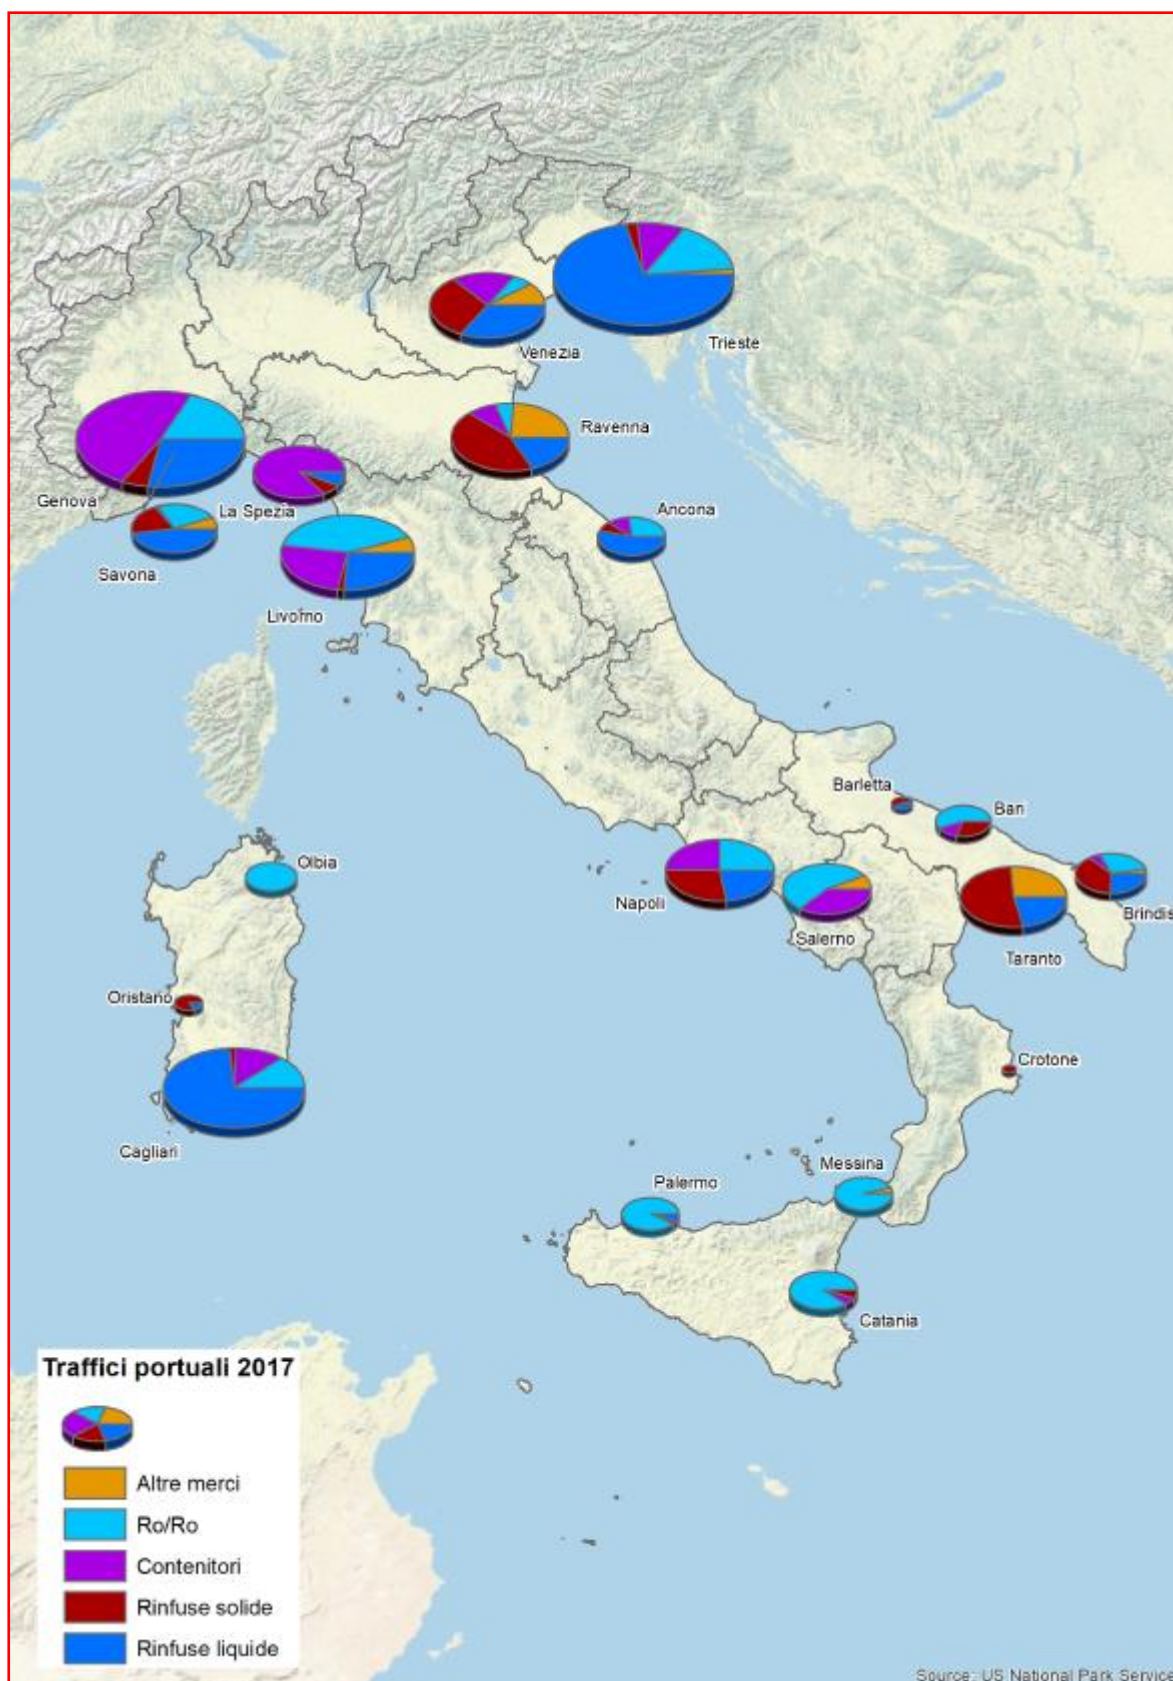 Trieste
Venezia
Ravenna
Genova
La Spezia
Ancona
Savona
Livorno
Barletta
Bari
Olbia
Napoli
Brindis
Salerno
Taranto
Oristano
Crotone
Cagliari
Messina
Palermo
Catania
Traffici portuali 2017
Altre merci
Ro/Ro
Contenitori
Rinfuse solide
Rinfuse liquide
Source: US National Park Service